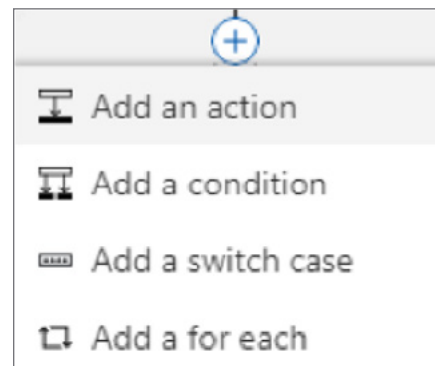 Add an action
Add a condition
Add a switch case
Add a for each